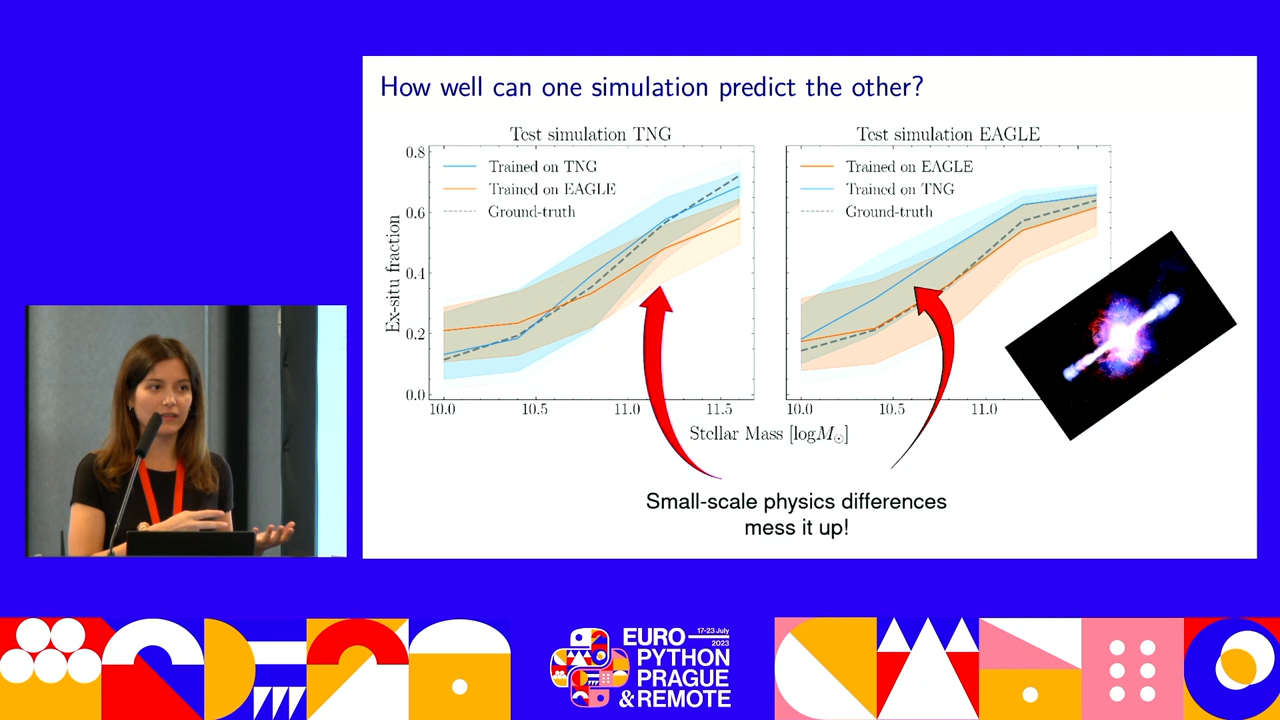 How well can one simulation predict the other?
Test simulation TNG
Trained on TNG
Trained on EAGLE
Ground-truth
0.8
0.6
0.4
0.2
0.0
Ex-situ fraction
10.0
10.5
11.0
11.5
Test simulation EAGLE
Trained on EAGLE
Trained on TNG
Ground-truth
10.0
10.5
11.0
Stellar Mass [logM☉]
Small-scale physics differences
mess it up!
17-23 July
2023
EURO
PYTHON
PRAGUE
& REMOTE